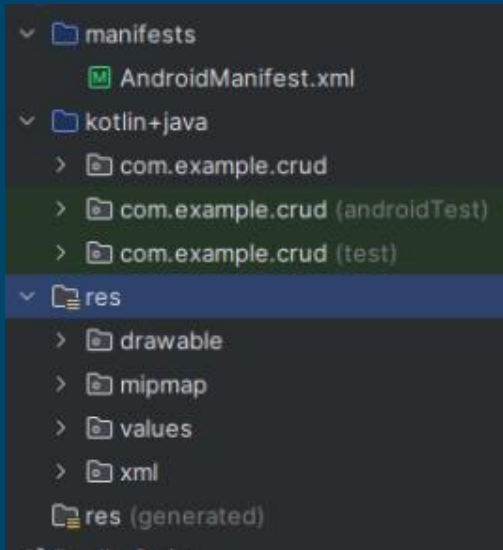 manifests
AndroidManifest.xml
kotlin+java
com.example.crud
com.example.crud (androidTest)
com.example.crud (test)
res
drawable
mipmap
values
xml
res (generated)